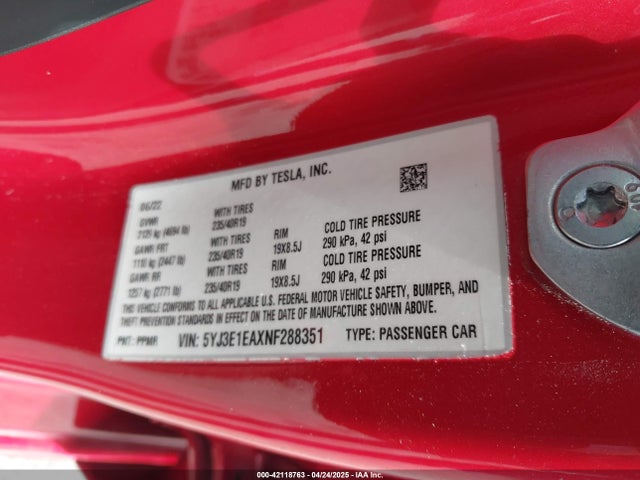 MFD BY TESLA, INC.
06/22
GVWR WITH TIRES
2129 kg (4694 lb) 235/40R19
GAWR FRT WITH TIRES RIM COLD TIRE PRESSURE
1110 kg (2447 lb) 235/40R19 19X8.5J 290 kPa, 42 psi
GAWR RR WITH TIRES RIM COLD TIRE PRESSURE
1257 kg (2771 lb) 235/40R19 19X8.5J 290 kPa, 42 psi
THIS VEHICLE CONFORMS TO ALL APPLICABLE U.S. FEDERAL MOTOR VEHICLE SAFETY, BUMPER, AND
THEFT PREVENTION STANDARDS IN EFFECT ON THE DATE OF MANUFACTURE SHOWN ABOVE.
PNT: PPMR VIN: 5YJ3E1EAXNF288351 TYPE: PASSENGER CAR
000-42118763 - 04/24/2025 - IAA Inc.